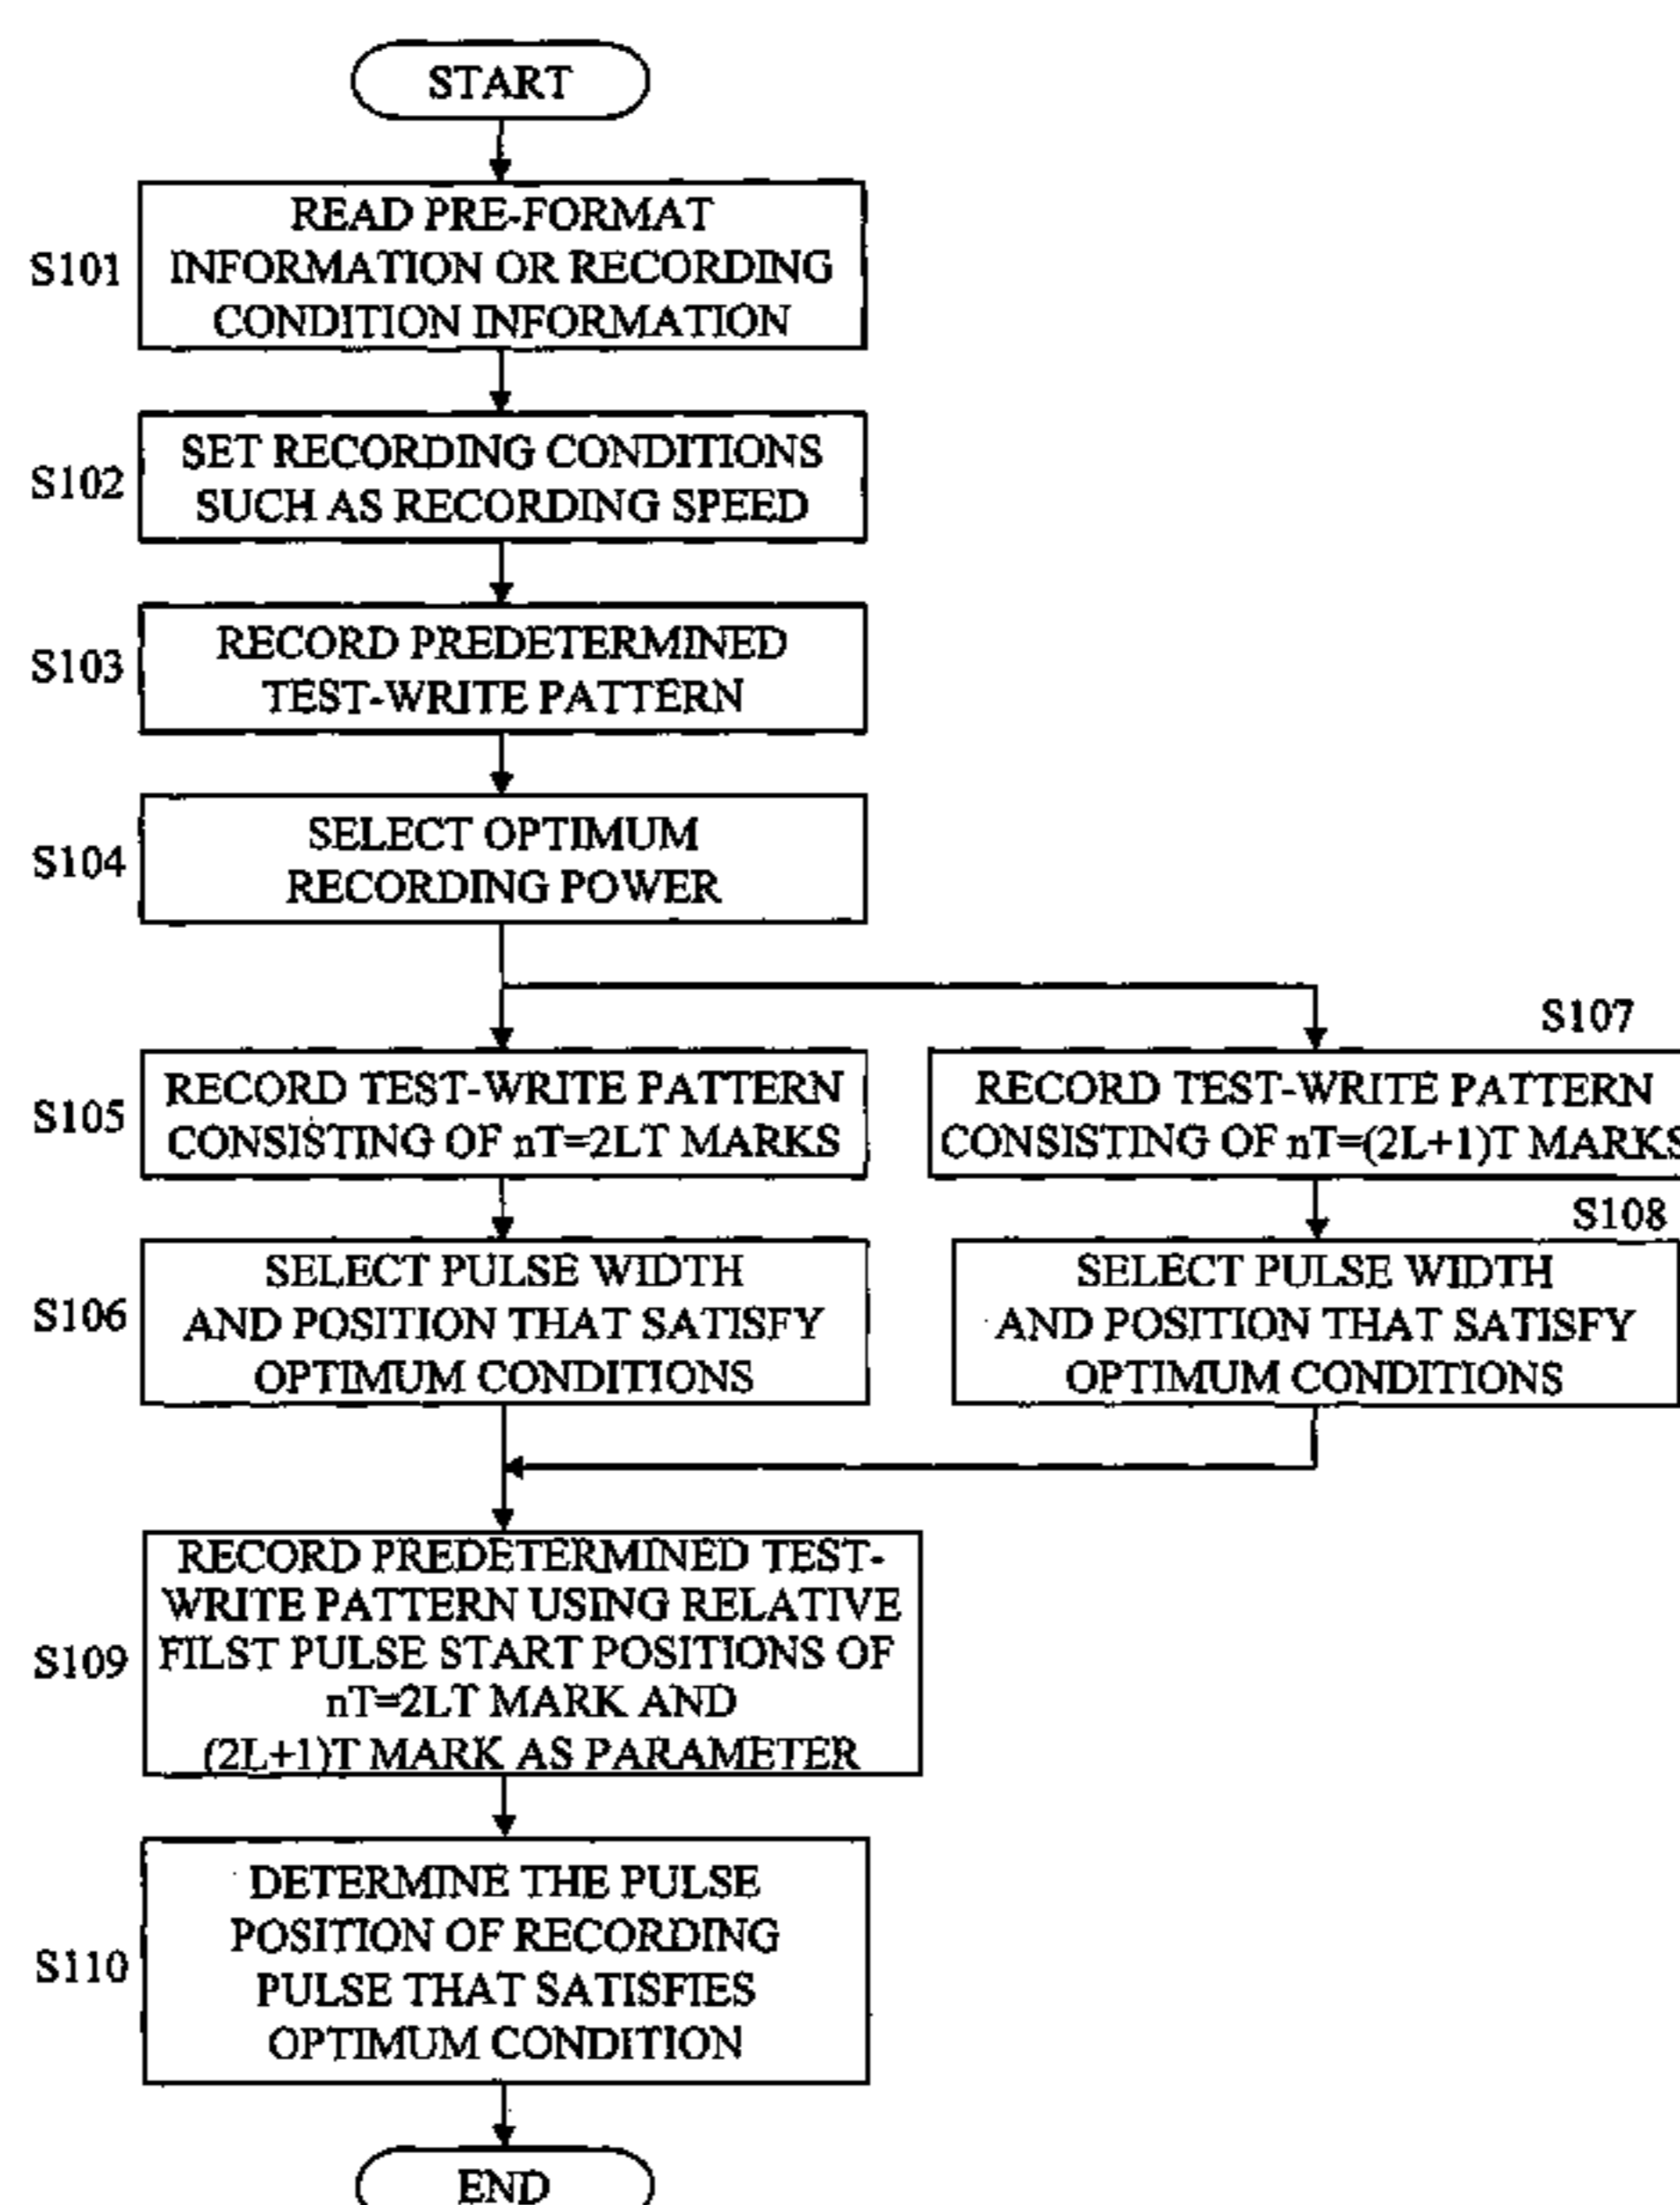 START
S101
READ PRE-FORMAT
INFORMATION OR RECORDING
CONDITION INFORMATION
S102
SET RECORDING CONDITIONS
SUCH AS RECORDING SPEED
S103
RECORD PREDETERMINED
TEST-WRITE PATTERN
S104
SELECT OPTIMUM
RECORDING POWER
S105
RECORD TEST-WRITE PATTERN
CONSISTING OF nT=2LT MARKS
S107
RECORD TEST-WRITE PATTERN
CONSISTING OF nT=(2L+1)T MARKS
S106
SELECT PULSE WIDTH
AND POSITION THAT SATISFY
OPTIMUM CONDITIONS
S108
SELECT PULSE WIDTH
AND POSITION THAT SATISFY
OPTIMUM CONDITIONS
S109
RECORD PREDETERMINED TEST-
WRITE PATTERN USING RELATIVE
FILST PULSE START POSITIONS OF
nT=2LT MARK AND
(2L+1)T MARK AS PARAMETER
S110
DETERMINE THE PULSE
POSITION OF RECORDING
PULSE THAT SATISFIES
OPTIMUM CONDITION
END